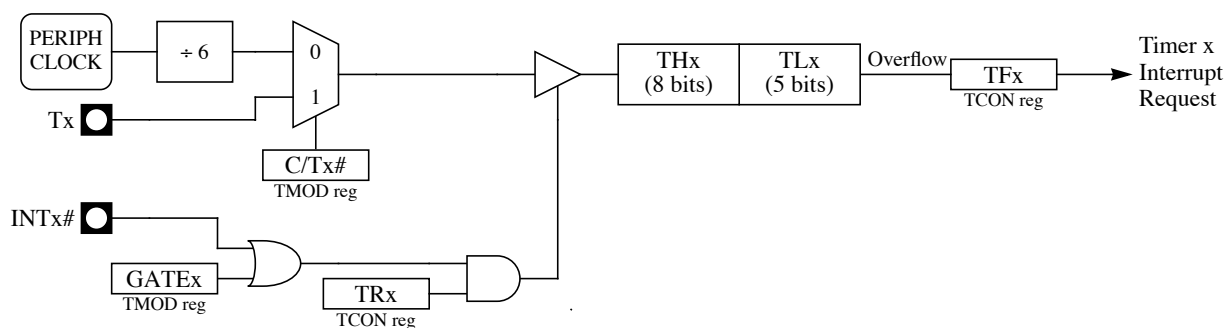 PERIPH
CLOCK
÷ 6
0
1
Tx
C/Tx#
TMOD reg
THx
(8 bits)
TLx
(5 bits)
Overflow
TFx
TCON reg
Timer x
Interrupt
Request
INTx#
GATEx
TMOD reg
TRx
TCON reg